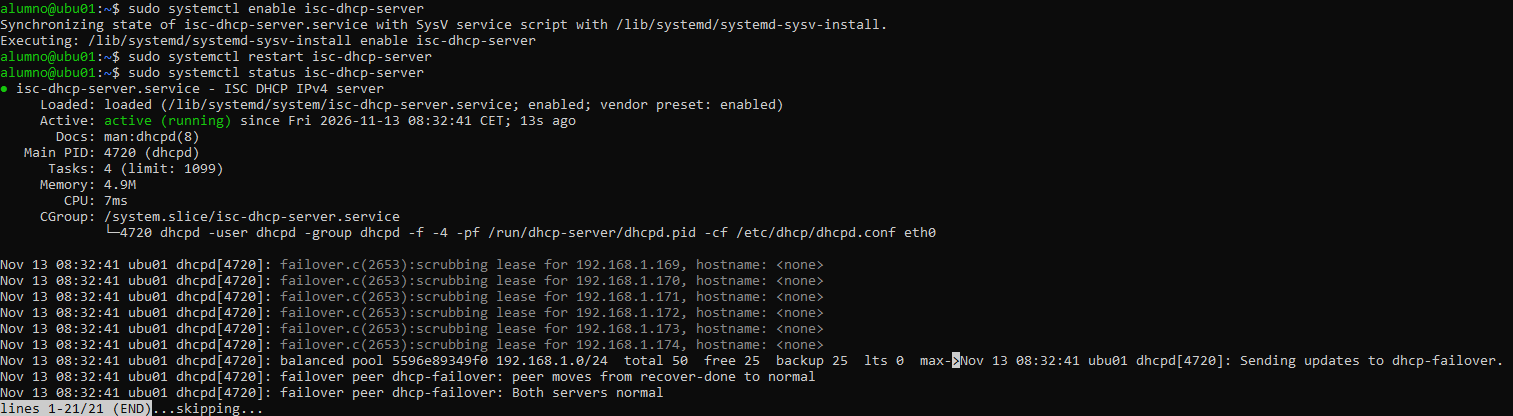 alumno@ubu01:~$ sudo systemctl enable isc-dhcp-server
Synchronizing state of isc-dhcp-server.service with SysV service script with /lib/systemd/systemd-sysv-install.
Executing: /lib/systemd/systemd-sysv-install enable isc-dhcp-server
alumno@ubu01:~$ sudo systemctl restart isc-dhcp-server
alumno@ubu01:~$ sudo systemctl status isc-dhcp-server
● isc-dhcp-server.service - ISC DHCP IPv4 server
     Loaded: loaded (/lib/systemd/system/isc-dhcp-server.service; enabled; vendor preset: enabled)
     Active: active (running) since Fri 2026-11-13 08:32:41 CET; 13s ago
       Docs: man:dhcpd(8)
   Main PID: 4720 (dhcpd)
      Tasks: 4 (limit: 1099)
     Memory: 4.9M
        CPU: 7ms
     CGroup: /system.slice/isc-dhcp-server.service
             └─4720 dhcpd -user dhcpd -group dhcpd -f -4 -pf /run/dhcp-server/dhcpd.pid -cf /etc/dhcp/dhcpd.conf eth0
Nov 13 08:32:41 ubu01 dhcpd[4720]: failover.c(2653):scrubbing lease for 192.168.1.169, hostname: <none>
Nov 13 08:32:41 ubu01 dhcpd[4720]: failover.c(2653):scrubbing lease for 192.168.1.170, hostname: <none>
Nov 13 08:32:41 ubu01 dhcpd[4720]: failover.c(2653):scrubbing lease for 192.168.1.171, hostname: <none>
Nov 13 08:32:41 ubu01 dhcpd[4720]: failover.c(2653):scrubbing lease for 192.168.1.172, hostname: <none>
Nov 13 08:32:41 ubu01 dhcpd[4720]: failover.c(2653):scrubbing lease for 192.168.1.173, hostname: <none>
Nov 13 08:32:41 ubu01 dhcpd[4720]: failover.c(2653):scrubbing lease for 192.168.1.174, hostname: <none>
Nov 13 08:32:41 ubu01 dhcpd[4720]: balanced pool 5596e89349f0 192.168.1.0/24  total 50  free 25  backup 25  lts 0  max->Nov 13 08:32:41 ubu01 dhcpd[4720]: Sending updates to dhcp-failover.
Nov 13 08:32:41 ubu01 dhcpd[4720]: failover peer dhcp-failover: peer moves from recover-done to normal
Nov 13 08:32:41 ubu01 dhcpd[4720]: failover peer dhcp-failover: Both servers normal
lines 1-21/21 (END)...skipping...